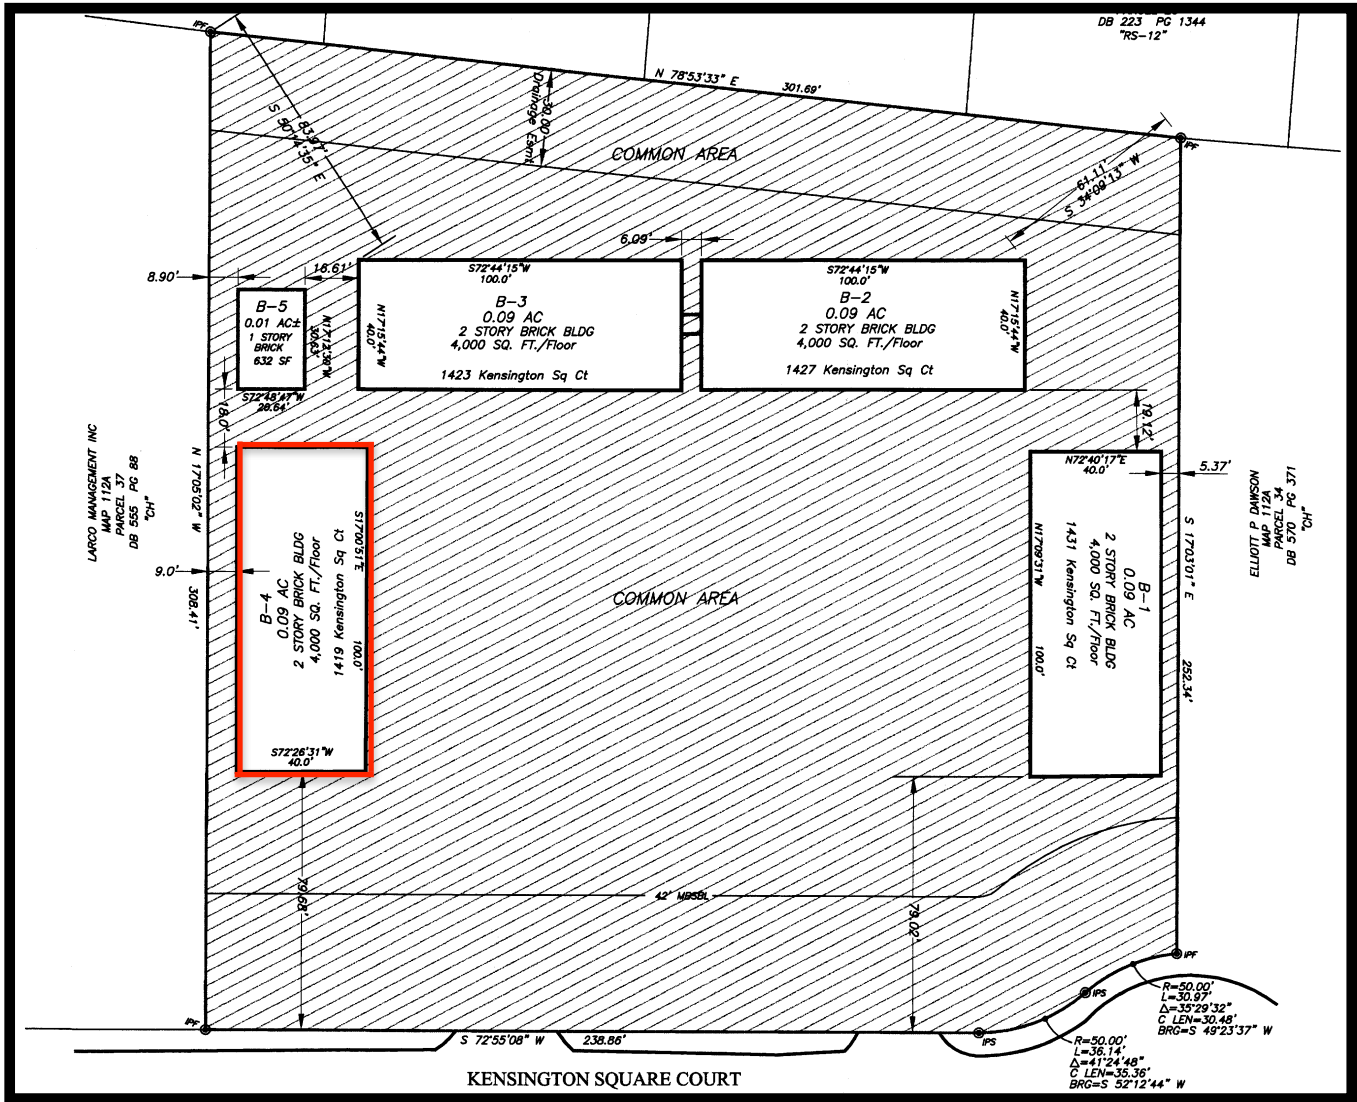 DB 223 PG 1344
"RS-12"
IPF
N 78°53'33" E
301.69'
IPF
83.97'
S 50°14'35" E
30.00'
Drainage Esmt
COMMON AREA
61.11'
S 34°09'13" W
8.90'
16.61'
6.09'
B-5
0.01 AC±
1 STORY
BRICK
632 SF
N17°12'30"W
30.63'
S72°48'47"W
20.64'
S72°44'15"W
100.0'
B-3
0.09 AC
2 STORY BRICK BLDG
4,000 SQ. FT./Floor
1423 Kensington Sq Ct
N17°15'44"W
40.0'
S72°44'15"W
100.0'
B-2
0.09 AC
2 STORY BRICK BLDG
4,000 SQ. FT./Floor
1427 Kensington Sq Ct
N17°15'44"W
40.0'
18.0'
19.12'
LARCO MANAGEMENT INC
MAP 112A
PARCEL 37
DB 555 PG 88
"CH"
N 17°05'02" W
308.41'
9.0'
B-4
0.09 AC
2 STORY BRICK BLDG
4,000 SQ. FT./Floor
1419 Kensington Sq Ct
S17°00'51"E
100.0'
S72°26'31"W
40.0'
COMMON AREA
N72°40'17"E
40.0'
B-1
0.09 AC
2 STORY BRICK BLDG
4,000 SQ. FT./Floor
1431 Kensington Sq Ct
N17°09'31"W
100.0'
5.37'
S 17°03'01" E
252.34'
ELLIOTT P DAWSON
MAP 112A
PARCEL 34
DB 570 PG 371
"CH"
79.68'
42' MBSBL
79.02'
IPF
IPF
IPS
IPS
R=50.00'
L=30.97'
Δ=35°29'32"
C LEN=30.48'
BRG=S 49°23'37" W
R=50.00'
L=36.14'
Δ=41°24'48"
C LEN=35.36'
BRG=S 52°12'44" W
S 72°55'08" W
238.86'
KENSINGTON SQUARE COURT